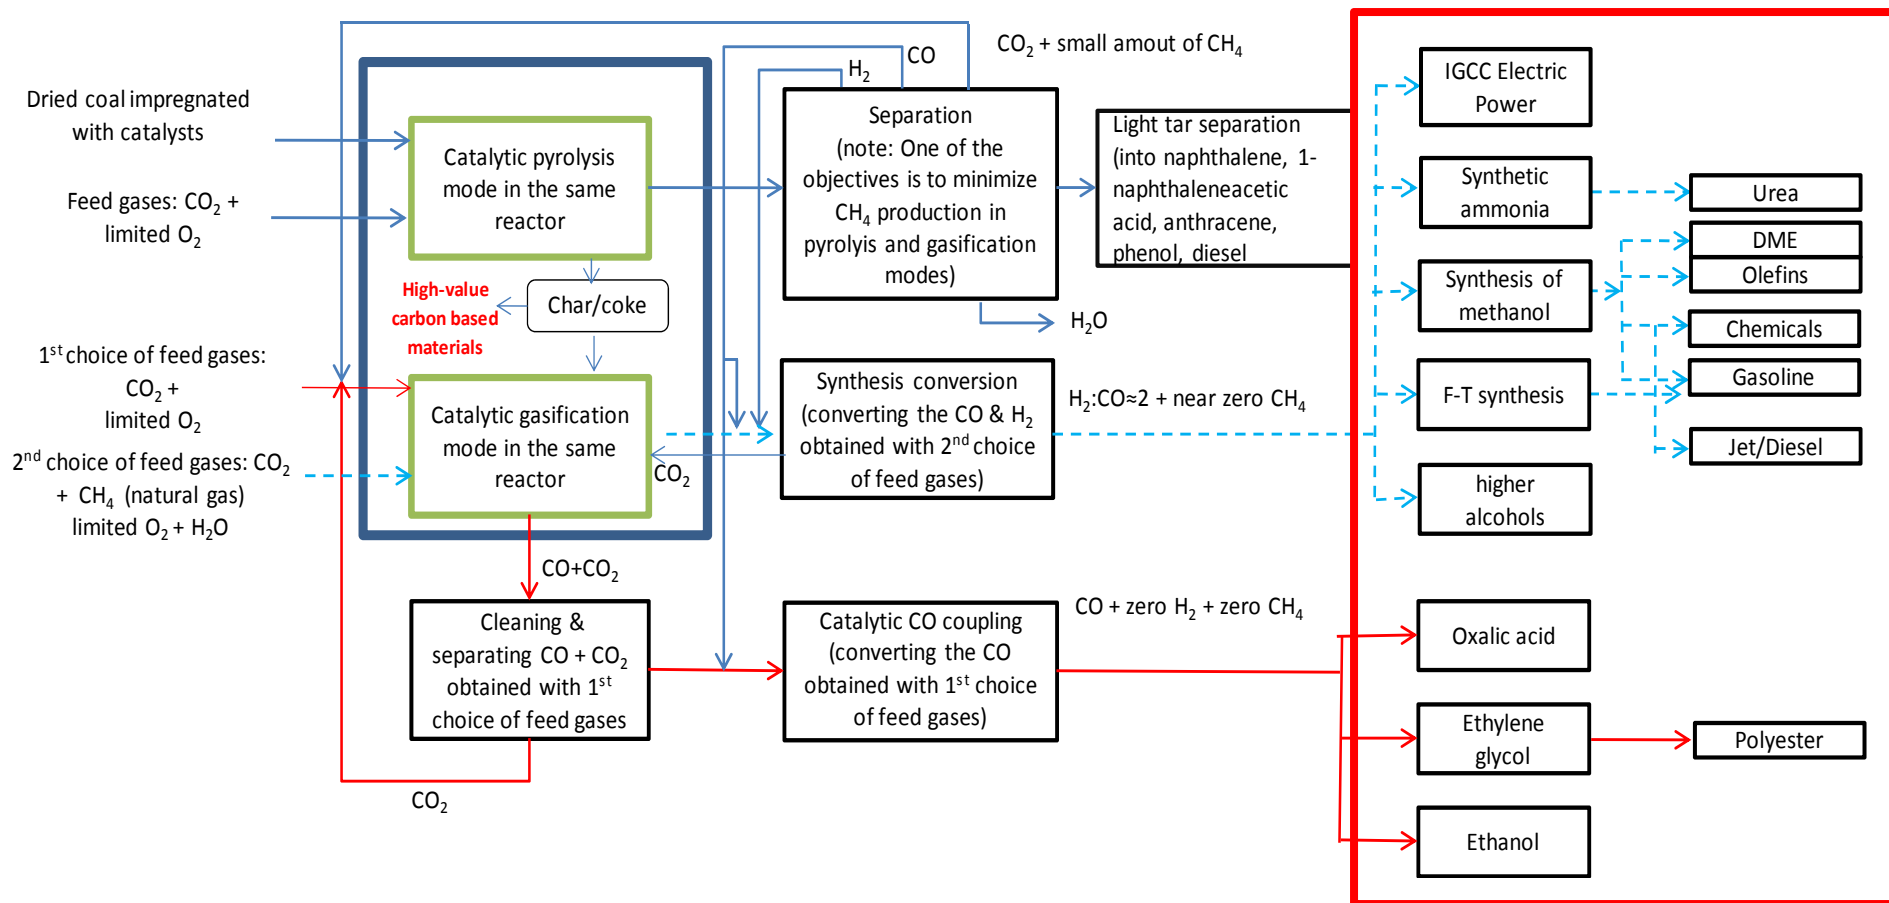 CO₂ + small amout of CH₄
CO
H₂
Dried coal impregnated
with catalysts
Feed gases: CO₂ +
limited O₂
Catalytic pyrolysis
mode in the same
reactor
Separation
(note: One of the
objectives is to minimize
CH₄ production in
pyrolyis and gasification
modes)
Light tar separation
(into naphthalene, 1-
naphthaleneacetic
acid, anthracene,
phenol, diesel
H₂O
High-value
carbon based
materials
Char/coke
1st choice of feed gases:
CO₂ +
limited O₂
2nd choice of feed gases: CO₂
+ CH₄ (natural gas)
limited O₂ + H₂O
Catalytic gasification
mode in the same
reactor
CO₂
Synthesis conversion
(converting the CO & H₂
obtained with 2nd choice
of feed gases)
H₂:CO≈2 + near zero CH₄
CO+CO₂
Cleaning &
separating CO + CO₂
obtained with 1st
choice of feed gases
CO₂
Catalytic CO coupling
(converting the CO
obtained with 1st choice
of feed gases)
CO + zero H₂ + zero CH₄
IGCC Electric
Power
Synthetic
ammonia
Urea
Synthesis of
methanol
DME
Olefins
Chemicals
Gasoline
F-T synthesis
Jet/Diesel
higher
alcohols
Oxalic acid
Ethylene
glycol
Polyester
Ethanol